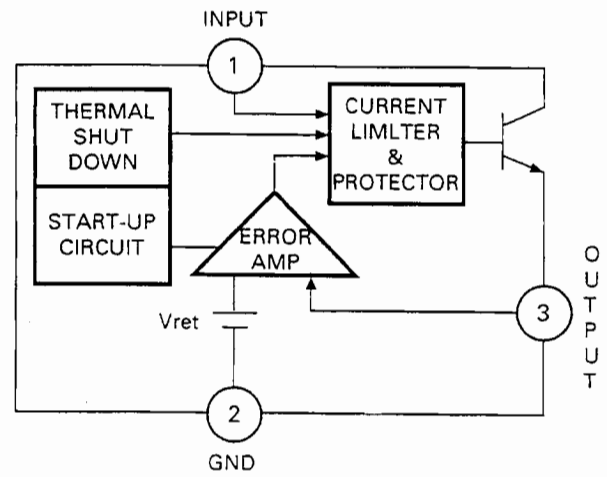 INPUT
1
THERMAL
SHUT
DOWN
CURRENT
LIMLTER
&
PROTECTOR
START-UP
CIRCUIT
ERROR
AMP
Vret
3
OUTPUT
2
GND